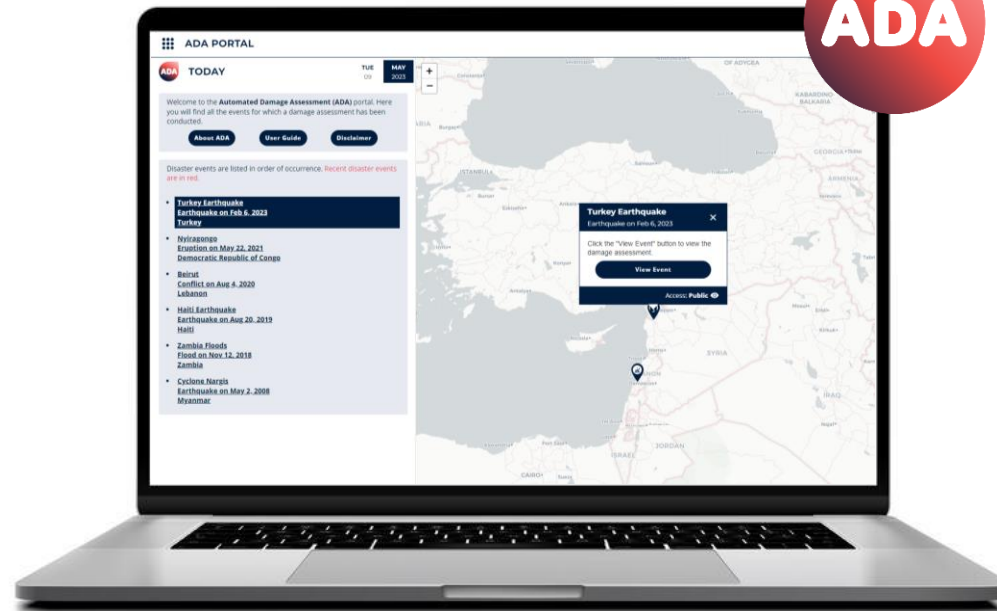 ADA
ADA PORTAL
ADA
TODAY
TUE
09
MAY
2023
Welcome to the Automated Damage Assessment (ADA) portal. Here
you will find all the events for which a damage assessment has been
conducted.
About ADA
User Guide
Disclaimer
Disaster events are listed in order of occurrence. Recent disaster events
are in red.
Turkey Earthquake
Earthquake on Feb 6, 2023
Turkey
Nyiragongo
Eruption on May 22, 2021
Democratic Republic of Congo
Beirut
Conflict on Aug 4, 2020
Lebanon
Haiti Earthquake
Earthquake on Aug 20, 2019
Haiti
Zambia Floods
Flood on Nov 12, 2018
Zambia
Cyclone Nargis
Earthquake on May 2, 2008
Myanmar
+
−
OF ADYGEA
KABARDINO
BALKARIA
GEORGIA
ARMENIA
ISTANBUL
Turkey Earthquake
Earthquake on Feb 6, 2023
×
Click the "View Event" button to view the
damage assessment.
View Event
Access: Public
SYRIA
IRAQ
ISRAEL
JORDAN
CAIRO